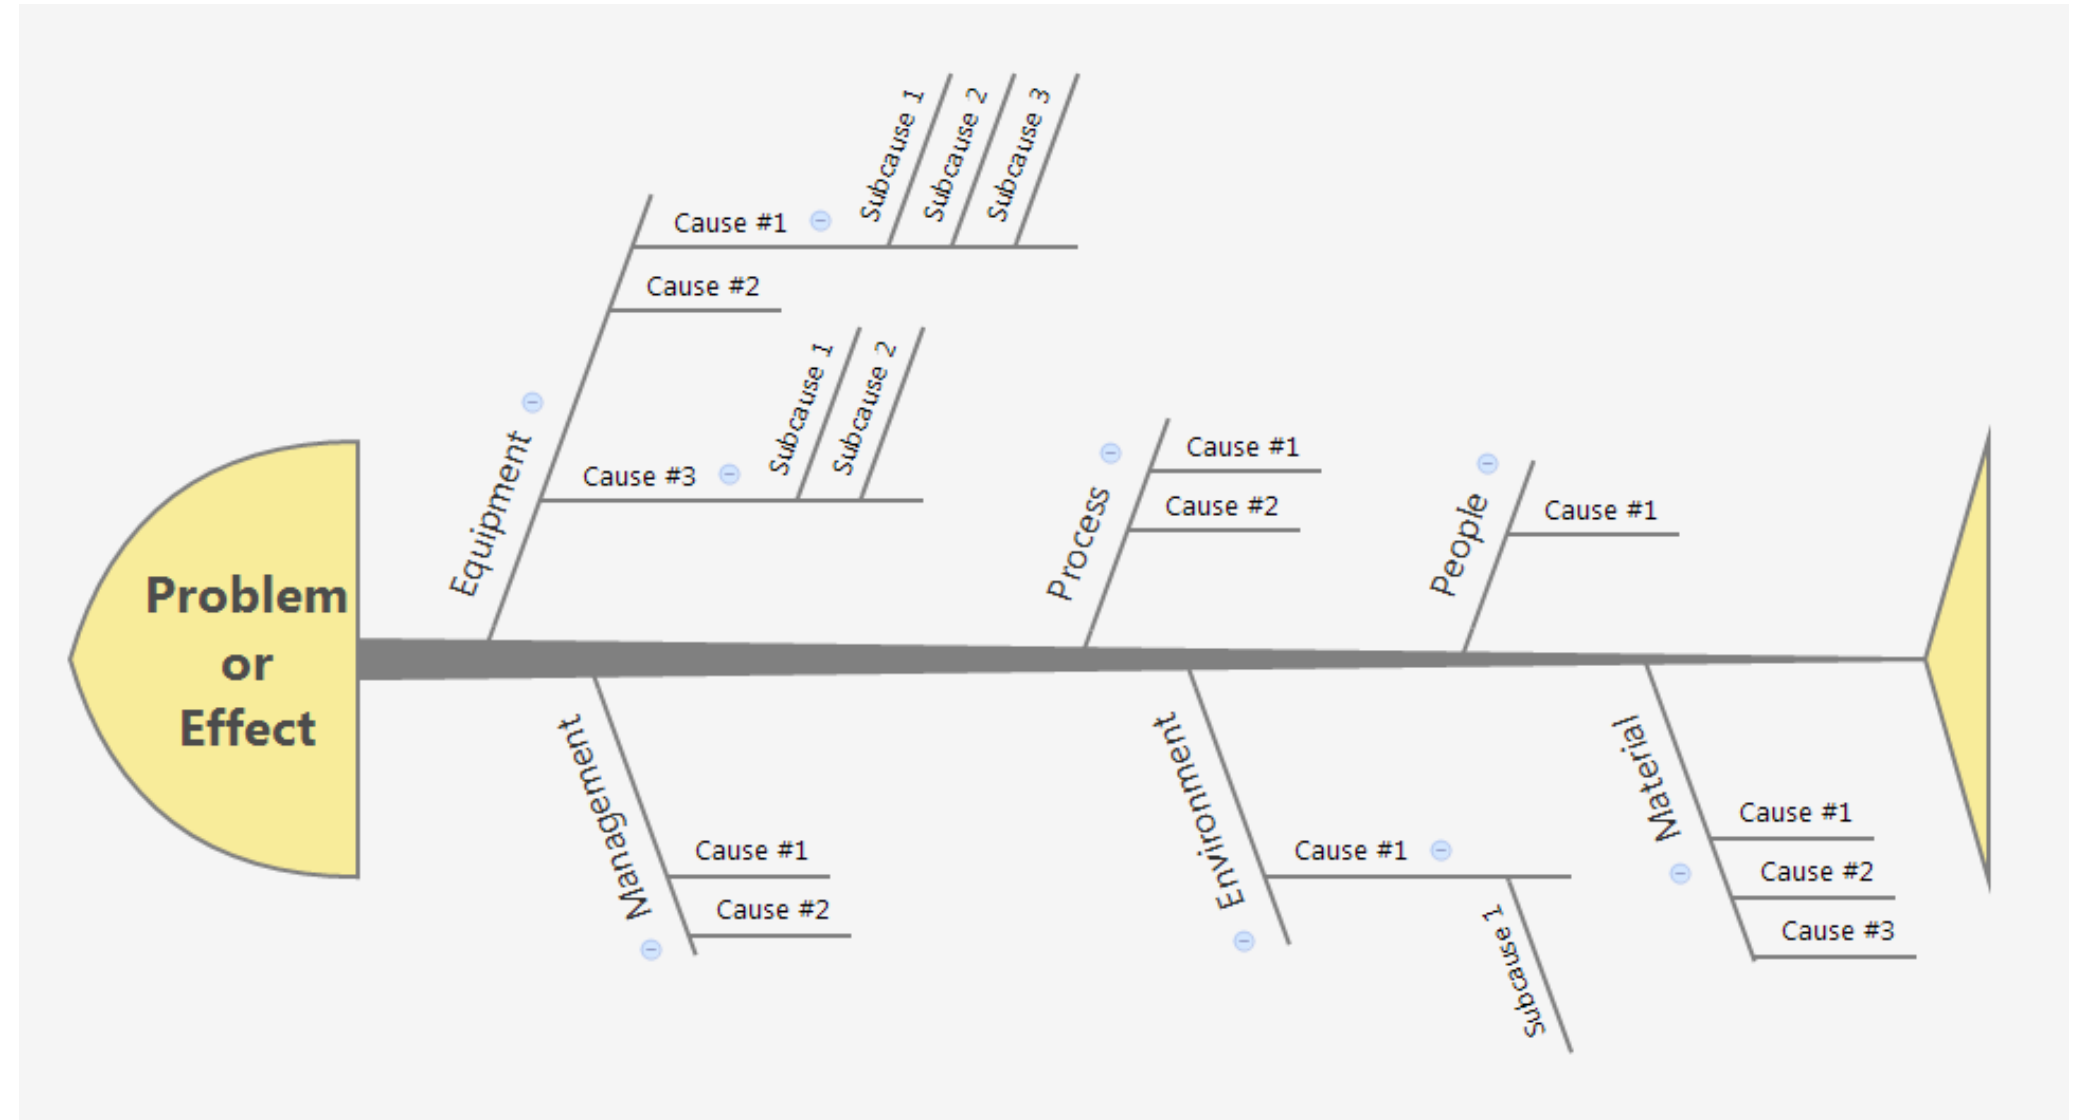 Problem
or
Effect
Equipment
Cause #1
Subcause 1
Subcause 2
Subcause 3
Cause #2
Cause #3
Subcause 1
Subcause 2
Process
Cause #1
Cause #2
People
Cause #1
Management
Cause #1
Cause #2
Environment
Cause #1
Subcause 1
Material
Cause #1
Cause #2
Cause #3